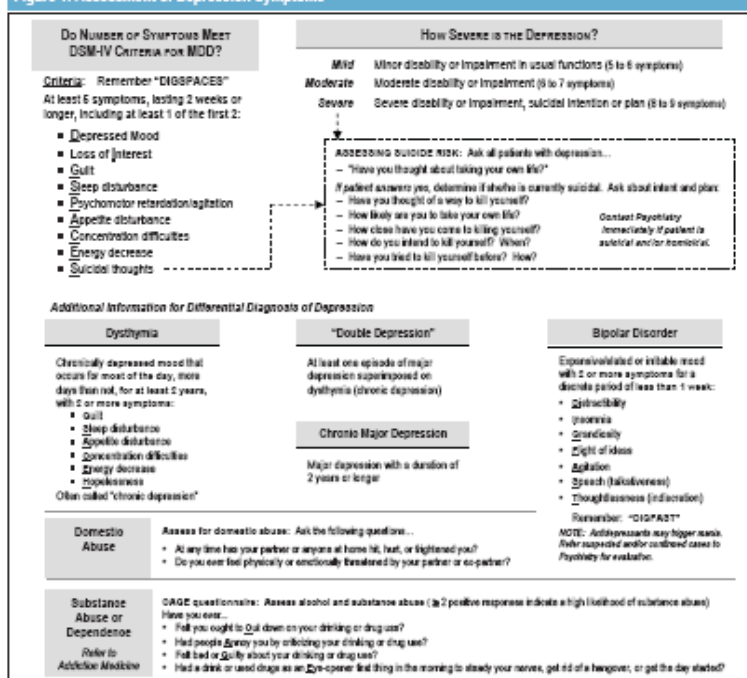 Figure 1. Assessment of Depression Symptoms
DO NUMBER OF SYMPTOMS MEET
DSM-IV CRITERIA FOR MDD?
Criteria: Remember "DIGSPACES"
At least 5 symptoms, lasting 2 weeks or
longer, including at least 1 of the first 2:
Depressed Mood
Loss of Interest
Guilt
Sleep disturbance
Psychomotor retardation/agitation
Appetite disturbance
Concentration difficulties
Energy decrease
Suicidal thoughts
HOW SEVERE IS THE DEPRESSION?
Mild Minor disability or impairment in usual functions (5 to 6 symptoms)
Moderate Moderate disability or impairment (6 to 7 symptoms)
Severe Severe disability or impairment, suicidal intention or plan (8 to 9 symptoms)
ASSESSING SUICIDE RISK: Ask all patients with depression...
– "Have you thought about taking your own life?"
If patient answers yes, determine if she/he is currently suicidal. Ask about intent and plan:
– Have you thought of a way to kill yourself?
– How likely are you to take your own life?
– How close have you come to killing yourself?
– How do you intend to kill yourself? When?
– Have you tried to kill yourself before? How?
Contact Psychiatry
immediately if patient is
suicidal and/or homicidal.
Additional Information for Differential Diagnosis of Depression
Dysthymia
Chronically depressed mood that
occurs for most of the day, more
days than not, for at least 2 years,
with 2 or more symptoms:
Guilt
Sleep disturbance
Appetite disturbance
Concentration difficulties
Energy decrease
Hopelessness
Often called "chronic depression"
"Double Depression"
At least one episode of major
depression superimposed on
dysthymia (chronic depression)
Chronic Major Depression
Major depression with a duration of
2 years or longer
Bipolar Disorder
Expansive/elated or irritable mood
with 2 or more symptoms for a
discrete period of less than 1 week:
• Distractibility
• Insomnia
• Grandiosity
• Flight of ideas
• Agitation
• Speech (talkativeness)
• Thoughtlessness (indiscretion)
Remember: "DIGFAST"
NOTE: Antidepressants may trigger mania.
Refer suspected and/or confirmed cases to
Psychiatry for evaluation.
Domestic
Abuse
Assess for domestic abuse: Ask the following questions...
• At any time has your partner or anyone at home hit, hurt, or frightened you?
• Do you ever feel physically or emotionally threatened by your partner or ex-partner?
Substance
Abuse or
Dependence
Refer to
Addiction Medicine
CAGE questionnaire: Assess alcohol and substance abuse (≥ 2 positive responses indicate a high likelihood of substance abuse)
Have you ever...
• Felt you ought to Cut down on your drinking or drug use?
• Had people Annoy you by criticizing your drinking or drug use?
• Felt bad or Guilty about your drinking or drug use?
• Had a drink or used drugs as an Eye-opener first thing in the morning to steady your nerves, get rid of a hangover, or get the day started?